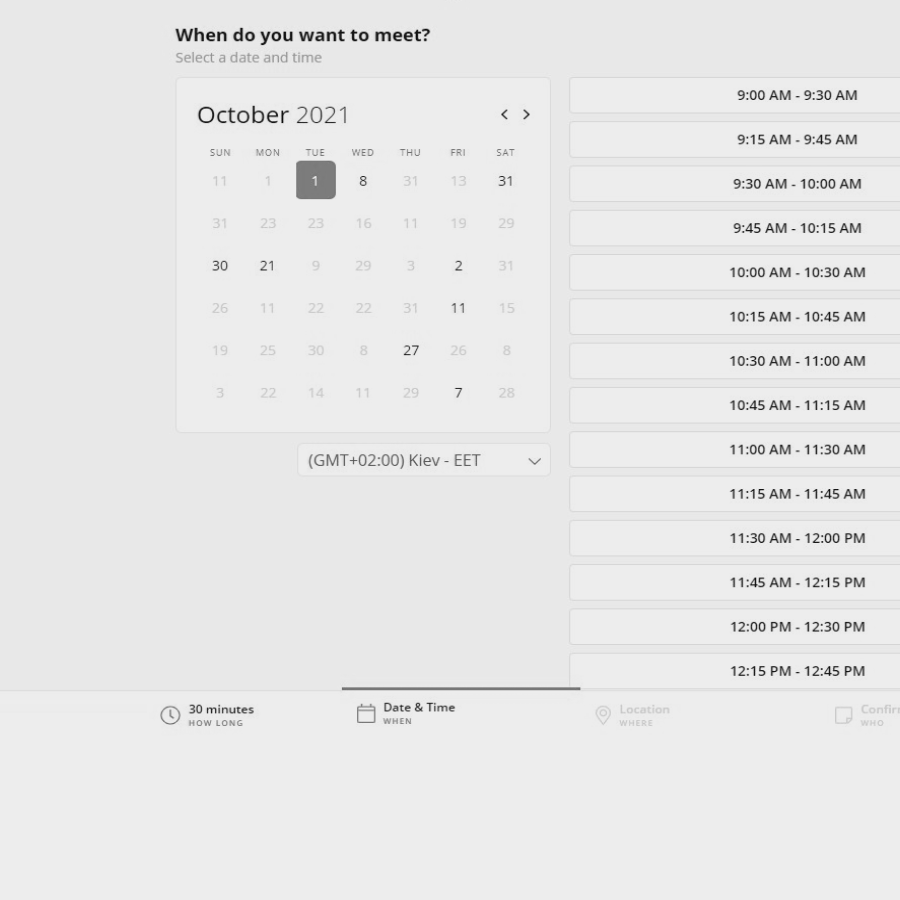 When do you want to meet?
Select a date and time
October 2021
SUN MON TUE WED THU FRI SAT
11 1 1 8 31 13 31
31 23 23 16 11 19 29
30 21 9 29 3 2 31
26 11 22 22 31 11 15
19 25 30 8 27 26 8
3 22 14 11 29 7 28
(GMT+02:00) Kiev - EET
9:00 AM - 9:30 AM
9:15 AM - 9:45 AM
9:30 AM - 10:00 AM
9:45 AM - 10:15 AM
10:00 AM - 10:30 AM
10:15 AM - 10:45 AM
10:30 AM - 11:00 AM
10:45 AM - 11:15 AM
11:00 AM - 11:30 AM
11:15 AM - 11:45 AM
11:30 AM - 12:00 PM
11:45 AM - 12:15 PM
12:00 PM - 12:30 PM
12:15 PM - 12:45 PM
30 minutes
HOW LONG
Date & Time
WHEN
Location
WHERE
WHO